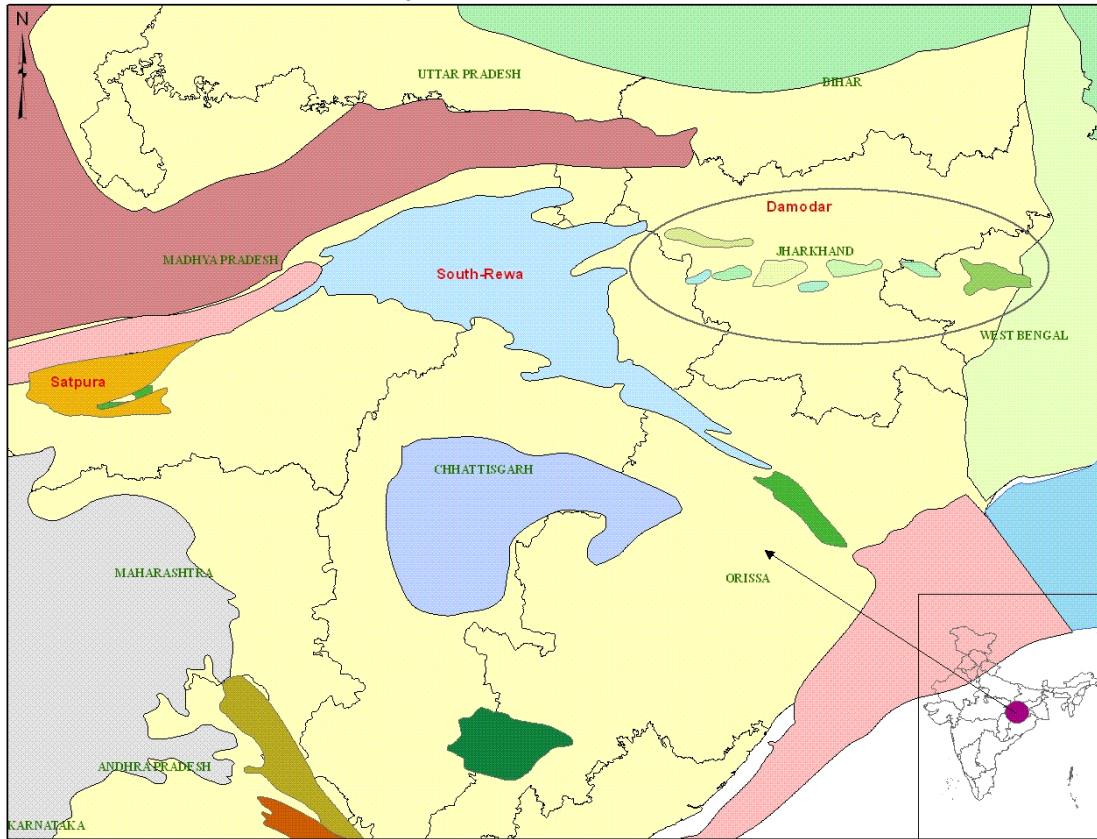 N
UTTAR PRADESH
BIHAR
Damodar
JHARKHAND
MADHYA PRADESH
South-Rewa
WEST BENGAL
Satpura
CHHATTISGARH
MAHARASHTRA
ORISSA
ANDHRA PRADESH
KARNATAKA